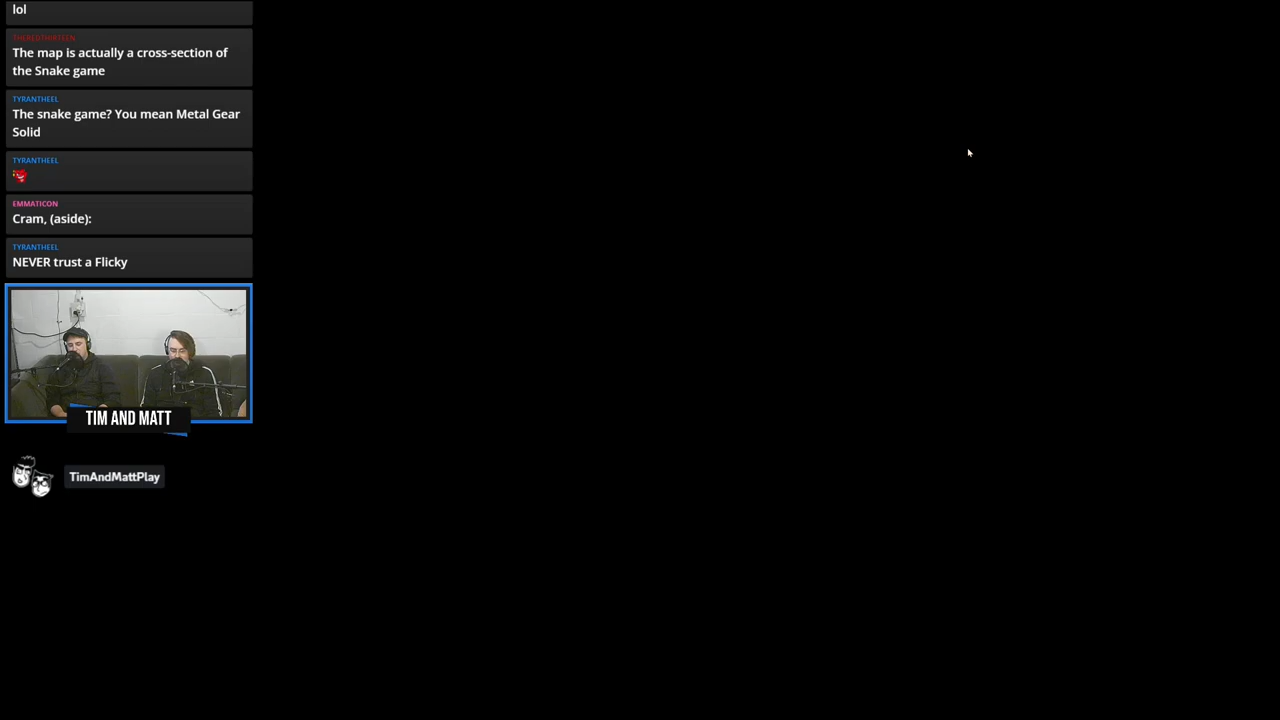 lol
THEREDTHIRTEEN
The map is actually a cross-section of
the Snake game
TYRANTHEEL
The snake game? You mean Metal Gear
Solid
TYRANTHEEL
EMMATICON
Cram, (aside):
TYRANTHEEL
NEVER trust a Flicky
TIM AND MATT
TimAndMattPlay